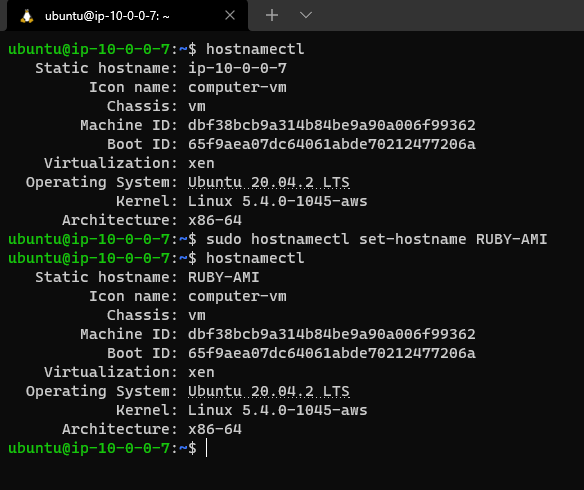 ubuntu@ip-10-0-0-7: ~
ubuntu@ip-10-0-0-7:~$ hostnamectl
Static hostname: ip-10-0-0-7
Icon name: computer-vm
Chassis: vm
Machine ID: dbf38bcb9a314b84be9a90a006f99362
Boot ID: 65f9aea07dc64061abde70212477206a
Virtualization: xen
Operating System: Ubuntu 20.04.2 LTS
Kernel: Linux 5.4.0-1045-aws
Architecture: x86-64
ubuntu@ip-10-0-0-7:~$ sudo hostnamectl set-hostname RUBY-AMI
ubuntu@ip-10-0-0-7:~$ hostnamectl
Static hostname: RUBY-AMI
Icon name: computer-vm
Chassis: vm
Machine ID: dbf38bcb9a314b84be9a90a006f99362
Boot ID: 65f9aea07dc64061abde70212477206a
Virtualization: xen
Operating System: Ubuntu 20.04.2 LTS
Kernel: Linux 5.4.0-1045-aws
Architecture: x86-64
ubuntu@ip-10-0-0-7:~$